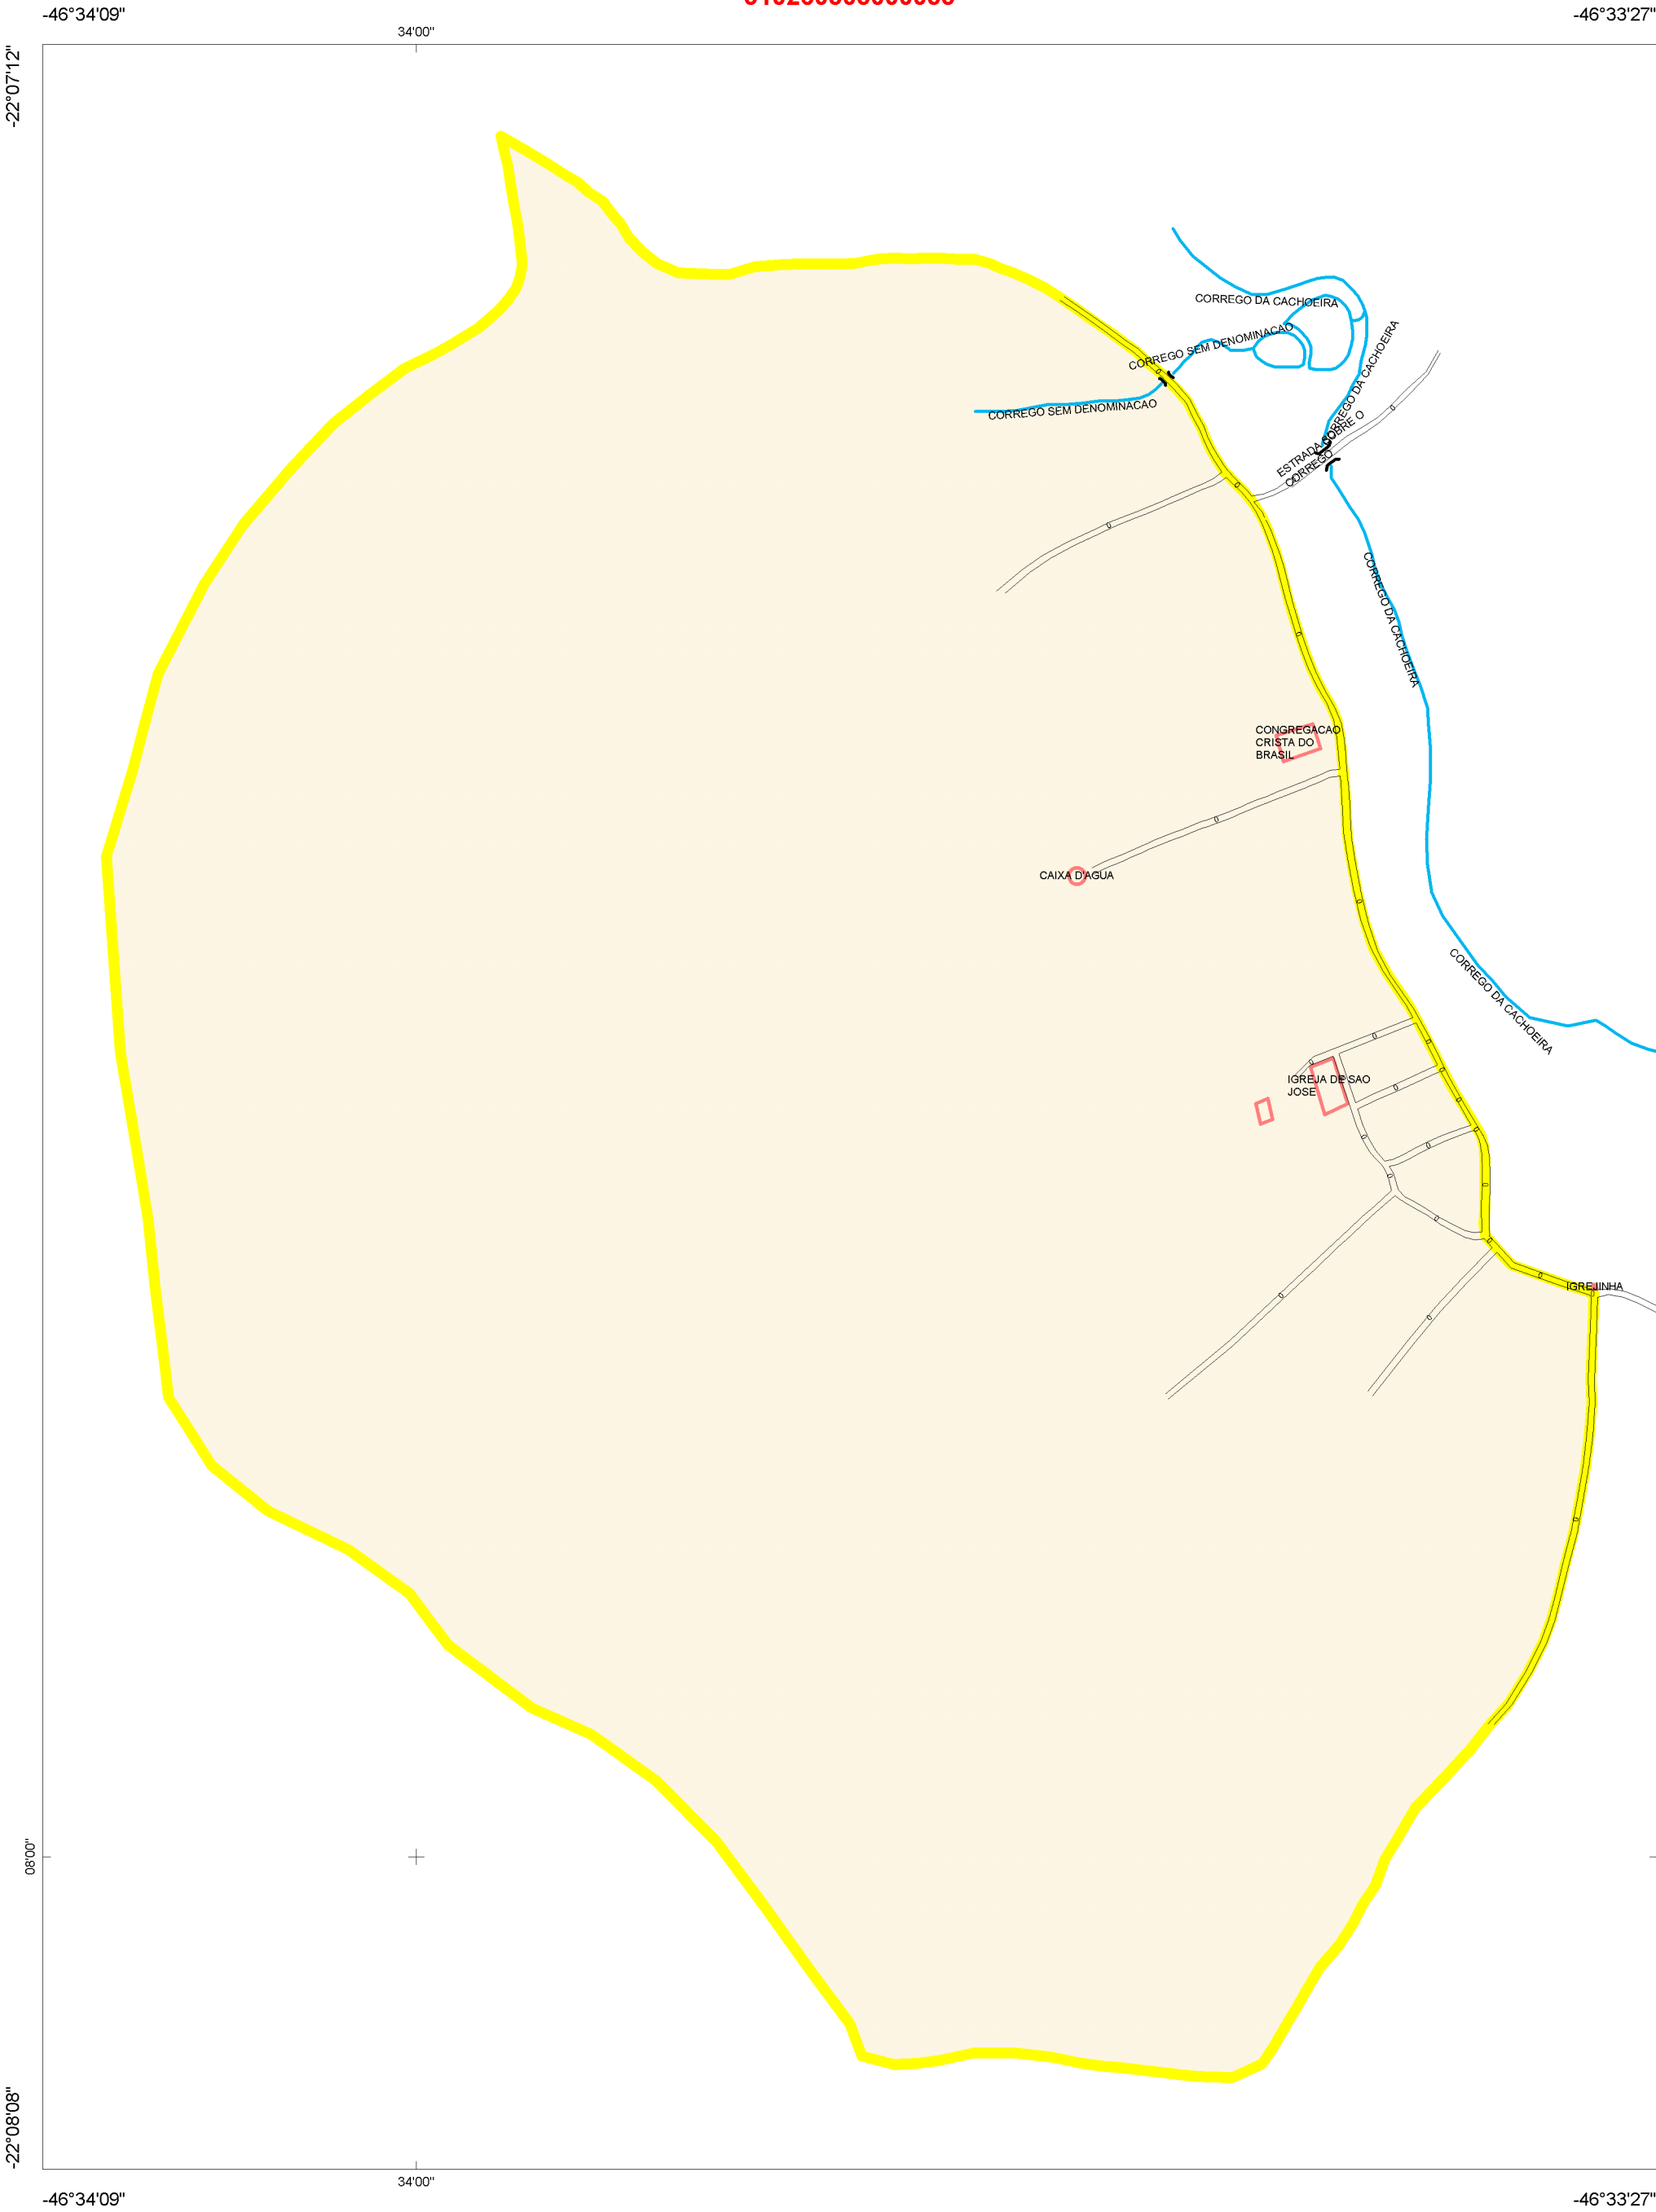 -46°34'09"
-46°33'27"
34'00"
-22°07'12"
CORREGO DA CACHOEIRA
CORREGO SEM DENOMINACAO
CORREGO DA CACHOEIRA
CORREGO SEM DENOMINACAO
ESTRADA SOBRE O
CORREGO
CORREGO DA CACHOEIRA
CONGREGACAO
CRISTA DO
BRASIL
CAIXA D'AGUA
CORREGO DA CACHOEIRA
IGREJA DE SAO
JOSE
IGREJINHA
08'00"
-22°08'08"
34'00"
-46°34'09"
-46°33'27"